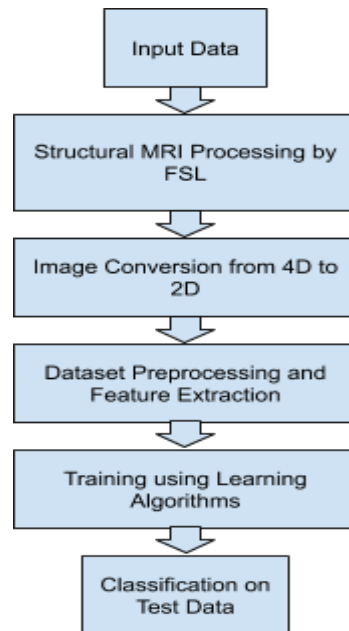 Input Data
Structural MRI Processing by
FSL
Image Conversion from 4D to
2D
Dataset Preprocessing and
Feature Extraction
Training using Learning
Algorithms
Classification on
Test Data